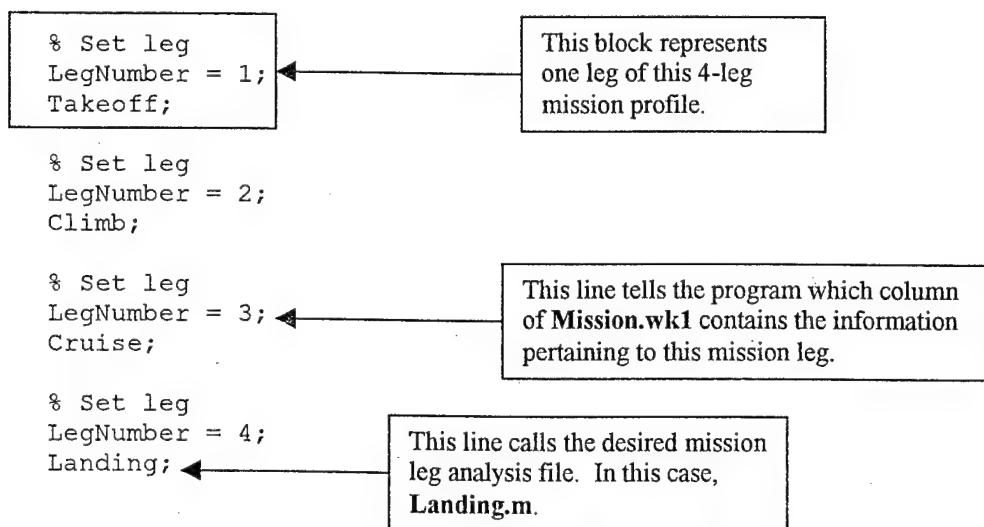 % Set leg
LegNumber = 1;
Takeoff;
This block represents
one leg of this 4-leg
mission profile.
% Set leg
LegNumber = 2;
Climb;
% Set leg
LegNumber = 3;
Cruise;
This line tells the program which column
of Mission.wk1 contains the information
pertaining to this mission leg.
% Set leg
LegNumber = 4;
Landing;
This line calls the desired mission
leg analysis file. In this case,
Landing.m.